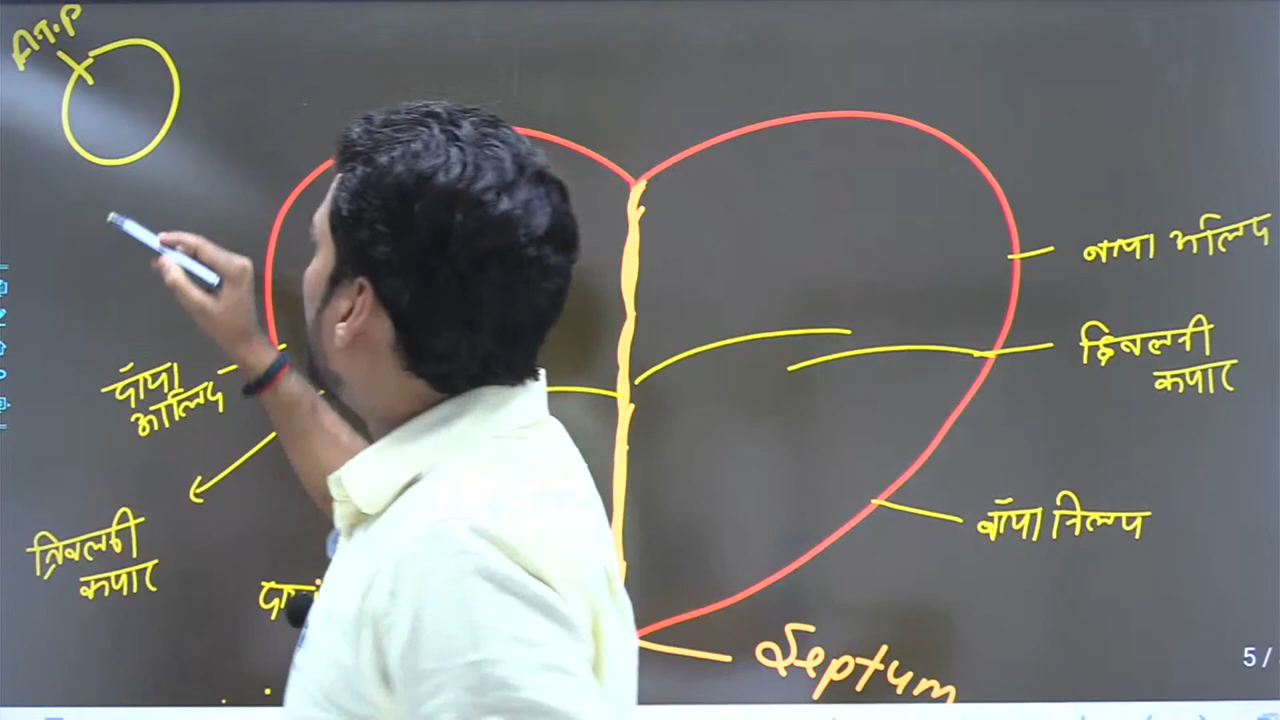 A.T.P
बायां अलिंद
द्विवलनी
कपाट
दाँया
अलिंद
बाँया निलय
त्रिवलनी
कपाट
Septum
5/